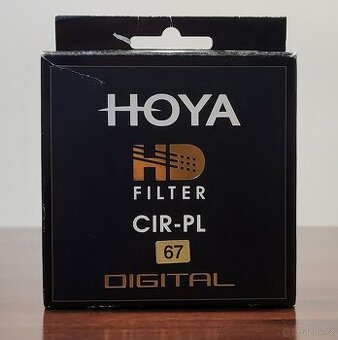 HOYA
HD
FILTER
CIR-PL
67
DIGITAL